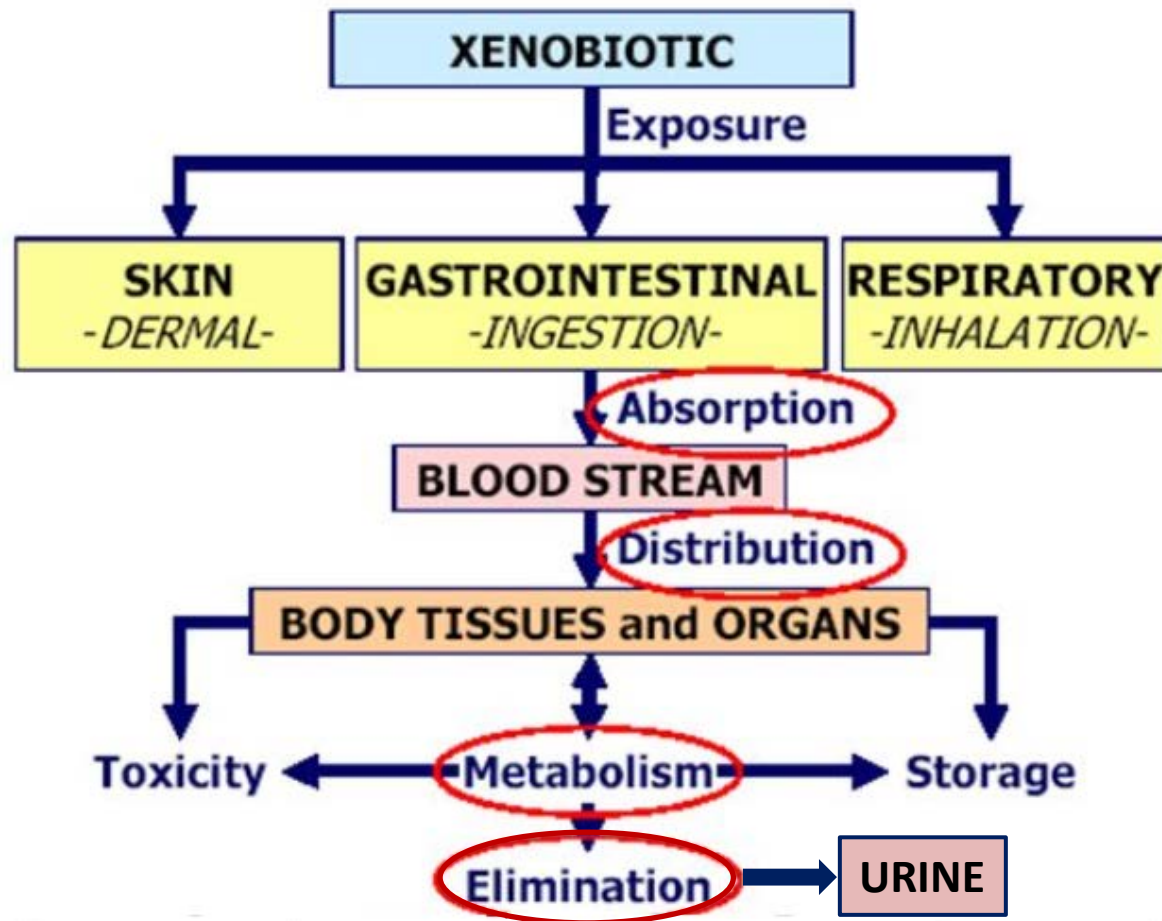 XENOBIOTIC
Exposure
SKIN
-DERMAL-
GASTROINTESTINAL
-INGESTION-
RESPIRATORY
-INHALATION-
Absorption
BLOOD STREAM
Distribution
BODY TISSUES and ORGANS
Toxicity
Metabolism
Storage
Elimination
URINE